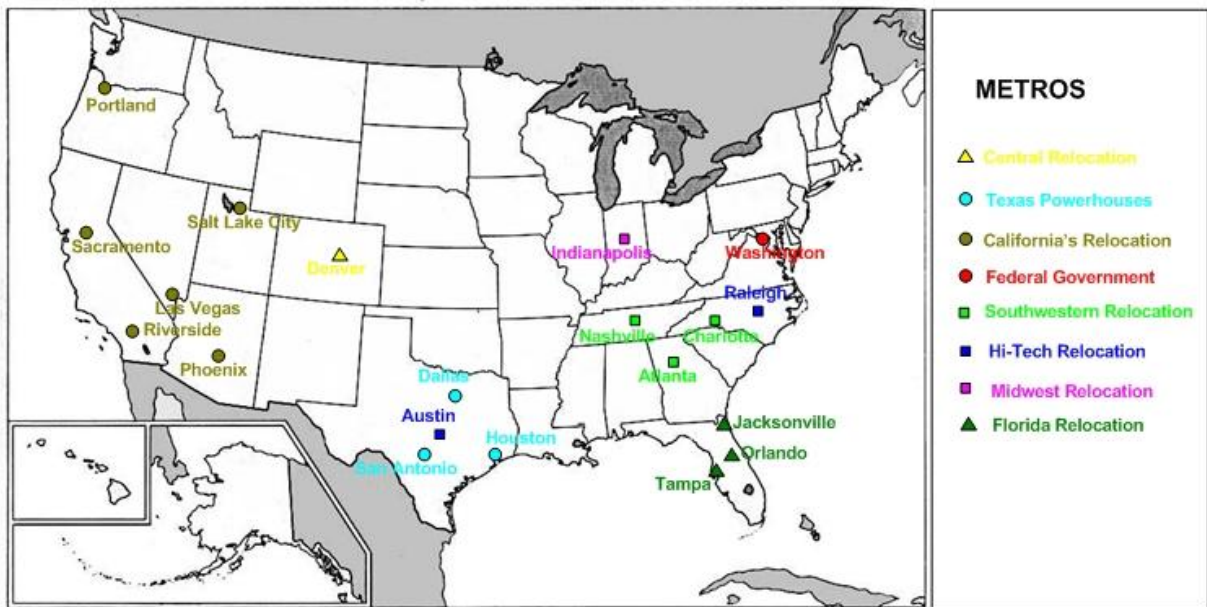 Portland
Salt Lake City
Sacramento
Denver
Las Vegas
Riverside
Phoenix
Indianapolis
Washington
Raleigh
Nashville
Charlotte
Atlanta
Dallas
Austin
Houston
San Antonio
Jacksonville
Orlando
Tampa
METROS
Central Relocation
Texas Powerhouses
California's Relocation
Federal Government
Southwestern Relocation
Hi-Tech Relocation
Midwest Relocation
Florida Relocation